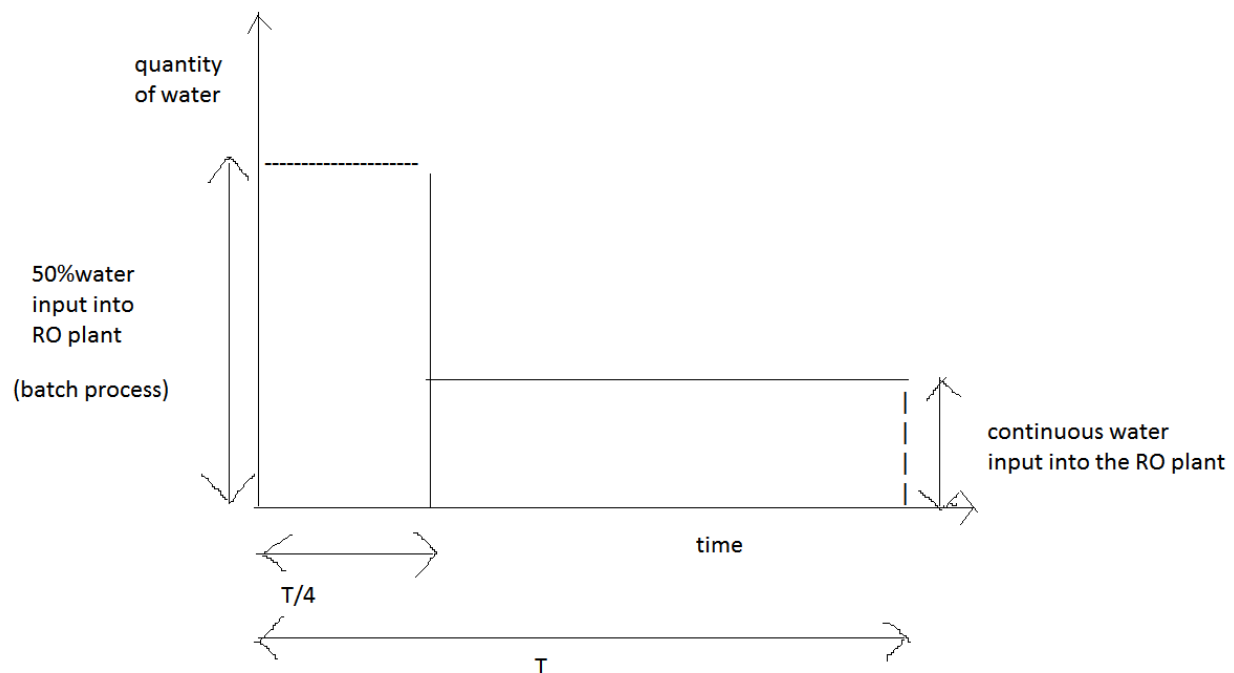 quantity
of water
50%water
input into
RO plant
(batch process)
continuous water
input into the RO plant
time
T/4
T